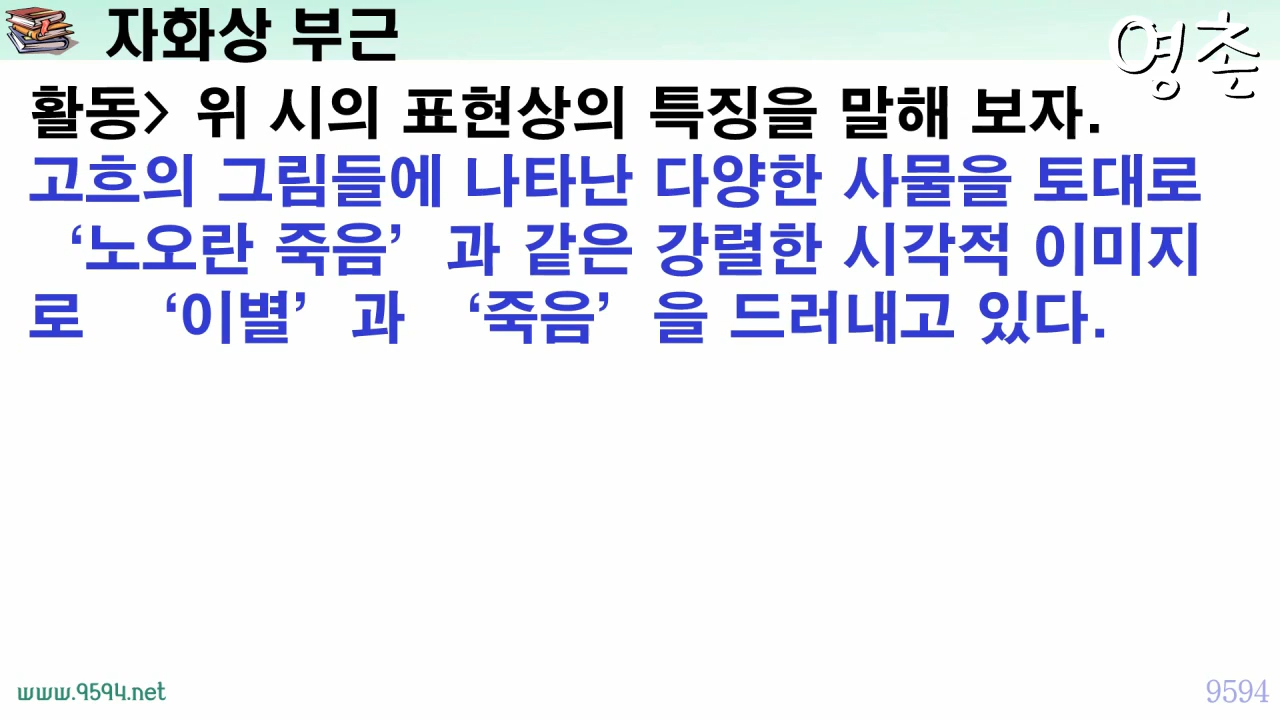 자화상 부근
영촌
활동> 위 시의 표현상의 특징을 말해 보자.
고흐의 그림들에 나타난 다양한 사물을 토대로
‘노오란 죽음’ 과 같은 강렬한 시각적 이미지
로 ‘이별’ 과 ‘죽음’ 을 드러내고 있다.
www.9594.net
9594